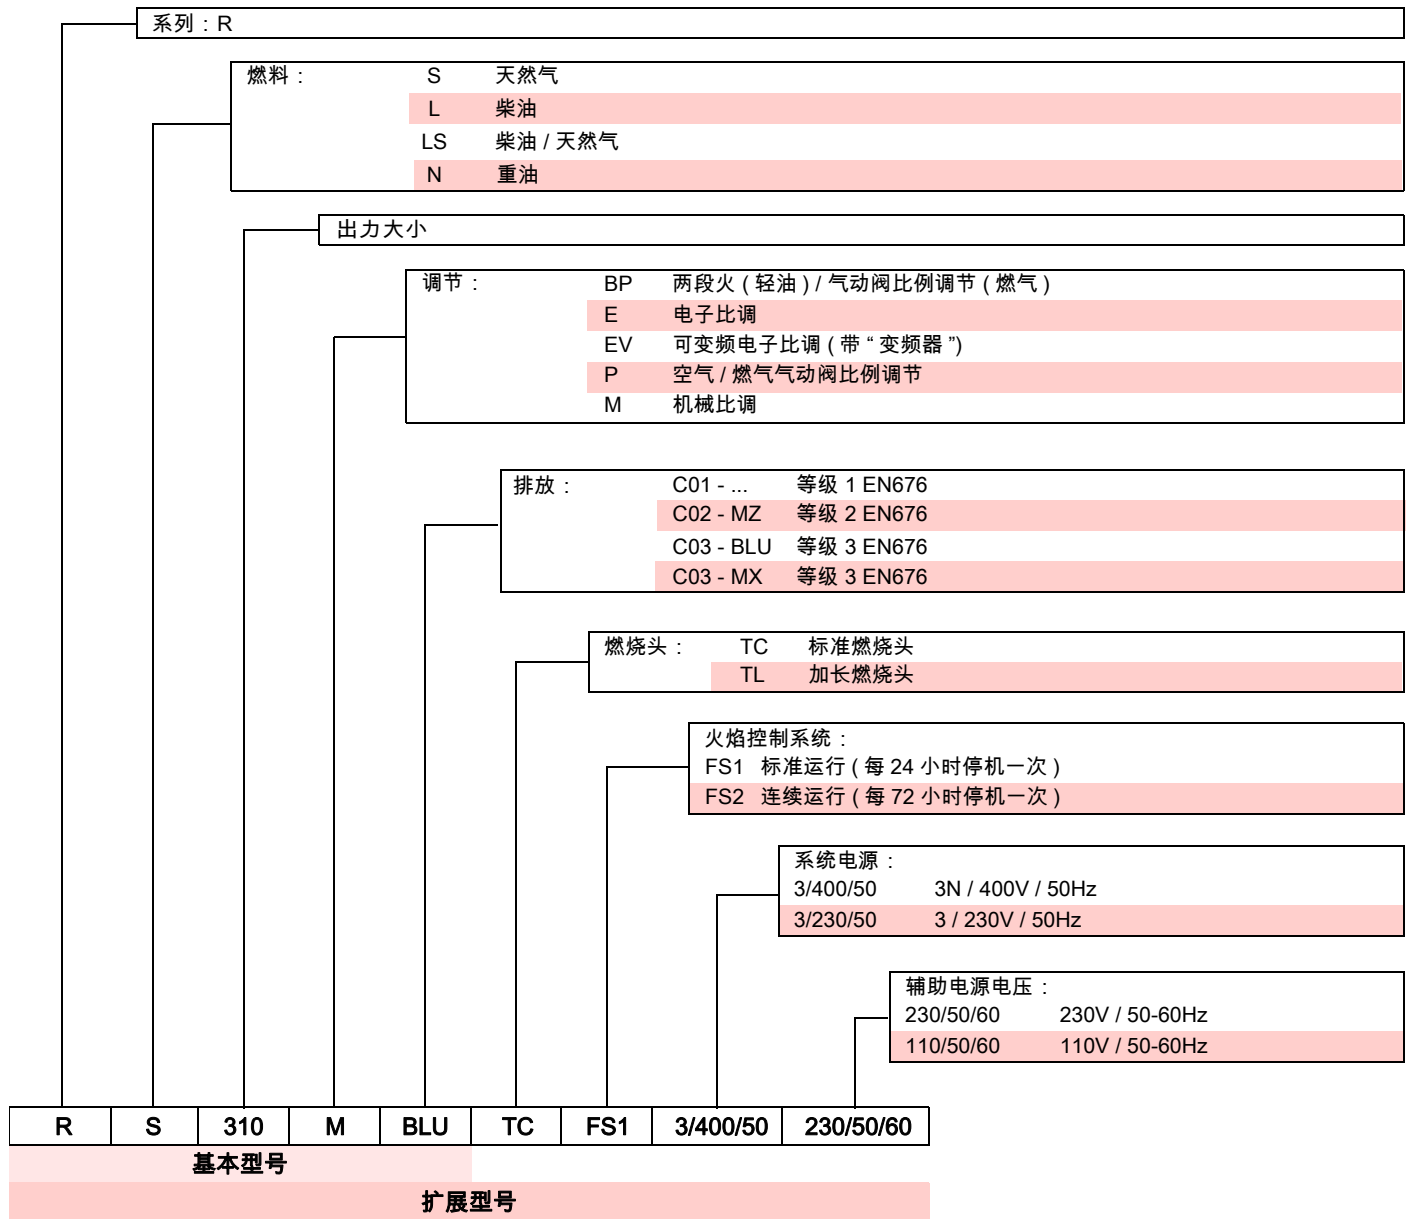 系列 : R
燃料 : S 天然气
L 柴油
LS 柴油 / 天然气
N 重油
出力大小
调节 : BP 两段火 ( 轻油 ) / 气动阀比例调节 ( 燃气 )
E 电子比调
EV 可变频电子比调 ( 带 “ 变频器 ”)
P 空气 / 燃气气动阀比例调节
M 机械比调
排放 : C01 - ... 等级 1 EN676
C02 - MZ 等级 2 EN676
C03 - BLU 等级 3 EN676
C03 - MX 等级 3 EN676
燃烧头 : TC 标准燃烧头
TL 加长燃烧头
火焰控制系统 :
FS1 标准运行 ( 每 24 小时停机一次 )
FS2 连续运行 ( 每 72 小时停机一次 )
系统电源 :
3/400/50 3N / 400V / 50Hz
3/230/50 3 / 230V / 50Hz
辅助电源电压 :
230/50/60 230V / 50-60Hz
110/50/60 110V / 50-60Hz
R S 310 M BLU TC FS1 3/400/50 230/50/60
基本型号
扩展型号